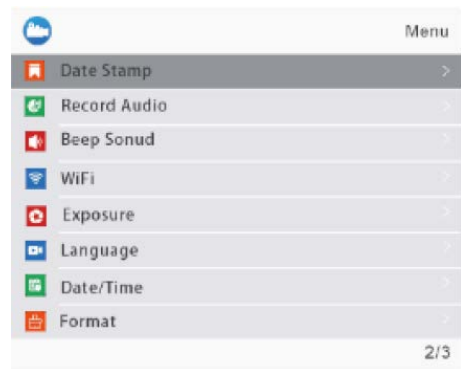 Menu
Date Stamp
Record Audio
Beep Sonud
WiFi
Exposure
Language
Date/Time
Format
2/3